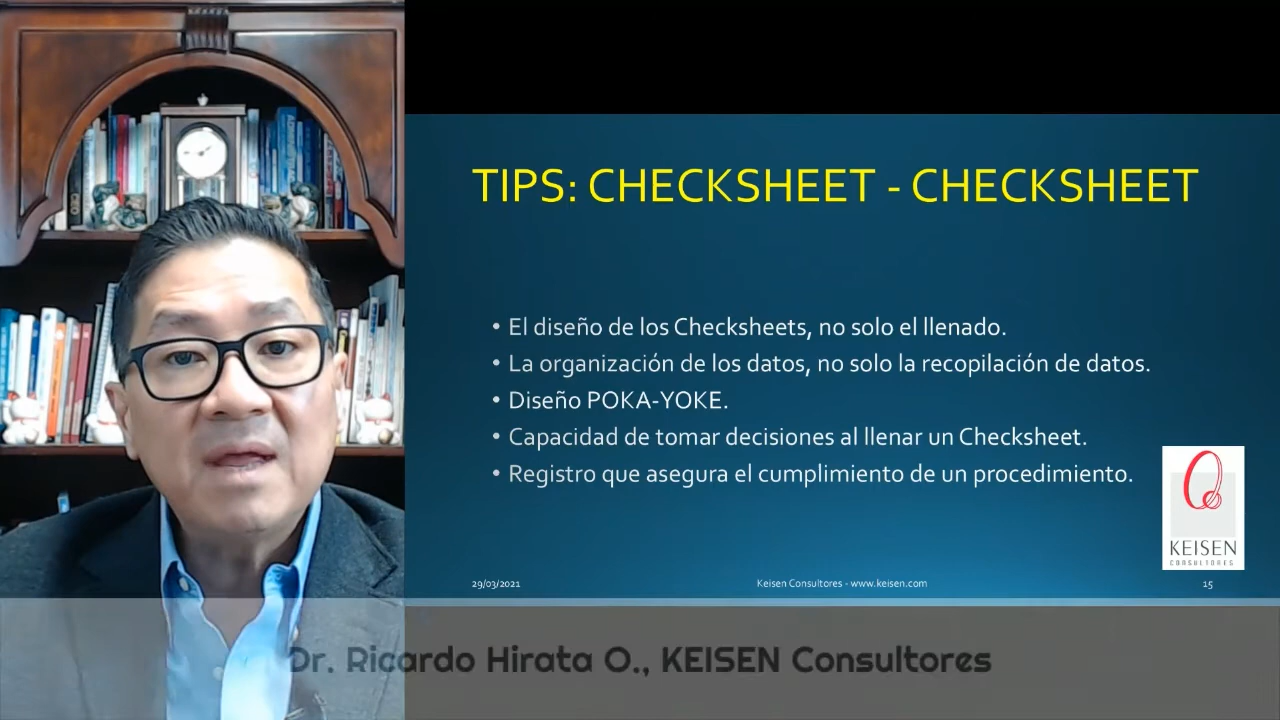 TIPS: CHECKSHEET - CHECKSHEET
• El diseño de los Checksheets, no solo el llenado.
• La organización de los datos, no solo la recopilación de datos.
• Diseño POKA-YOKE.
• Capacidad de tomar decisiones al llenar un Checksheet.
• Registro que asegura el cumplimiento de un procedimiento.
KEISEN
CONSULTORES
29/03/2021
Keisen Consultores - www.keisen.com
15
Dr. Ricardo Hirata O., KEISEN Consultores